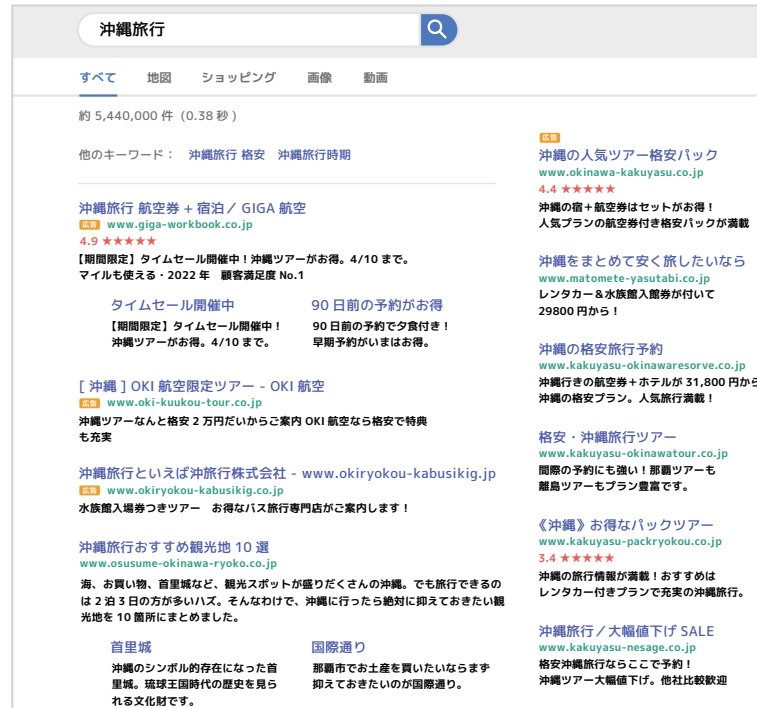 沖縄旅行
すべて 地図 ショッピング 画像 動画
約 5,440,000 件 (0.38 秒 )
他のキーワード： 沖縄旅行 格安 沖縄旅行時期
沖縄旅行 航空券 + 宿泊／ GIGA 航空
広告 www.giga-workbook.co.jp
4.9 ★★★★★
【期間限定】タイムセール開催中！沖縄ツアーがお得。4/10 まで。
マイルも使える・2022 年 顧客満足度 No.1
タイムセール開催中
【期間限定】タイムセール開催中！
沖縄ツアーがお得。4/10 まで。
90 日前の予約がお得
90 日前の予約で夕食付き！
早期予約がいまはお得。
[ 沖縄 ] OKI 航空限定ツアー - OKI 航空
広告 www.oki-kuukou-tour.co.jp
沖縄ツアーなんと格安 2 万円だいからご案内 OKI 航空なら格安で特典
も充実
沖縄旅行といえば沖旅行株式会社 - www.okiryokou-kabusikig.jp
広告 www.okiryokou-kabusikig.co.jp
水族館入場券つきツアー お得なバス旅行専門店がご案内します！
沖縄旅行おすすめ観光地 10 選
www.osusume-okinawa-ryoko.co.jp
海、お買い物、首里城など、観光スポットが盛りだくさんの沖縄。でも旅行できるの
は 2 泊 3 日の方が多いハズ。そんなわけで、沖縄に行ったら絶対に抑えておきたい観
光地を 10 箇所にまとめました。
首里城
沖縄のシンボル的存在になった首
里城。琉球王国時代の歴史を見ら
れる文化財です。
国際通り
那覇市でお土産を買いたいならまず
抑えておきたいのが国際通り。
広告
沖縄の人気ツアー格安パック
www.okinawa-kakuyasu.co.jp
4.4 ★★★★★
沖縄の宿＋航空券はセットがお得！
人気プランの航空券付き格安パックが満載
沖縄をまとめて安く旅したいなら
www.matomete-yasutabi.co.jp
レンタカー＆水族館入館券が付いて
29800 円から！
沖縄の格安旅行予約
www.kakuyasu-okinawaresorve.co.jp
沖縄行きの航空券＋ホテルが 31,800 円から
沖縄の格安プラン。人気旅行満載！
格安・沖縄旅行ツアー
www.kakuyasu-okinawatour.co.jp
間際の予約にも強い！那覇ツアーも
離島ツアーもプラン豊富です。
《沖縄》お得なパックツアー
www.kakuyasu-packryokou.co.jp
3.4 ★★★★★
沖縄の旅行情報が満載！おすすめは
レンタカー付きプランで充実の沖縄旅行。
沖縄旅行／大幅値下げ SALE
www.kakuyasu-nesage.co.jp
格安沖縄旅行ならここで予約！
沖縄ツアー大幅値下げ。他社比較歓迎